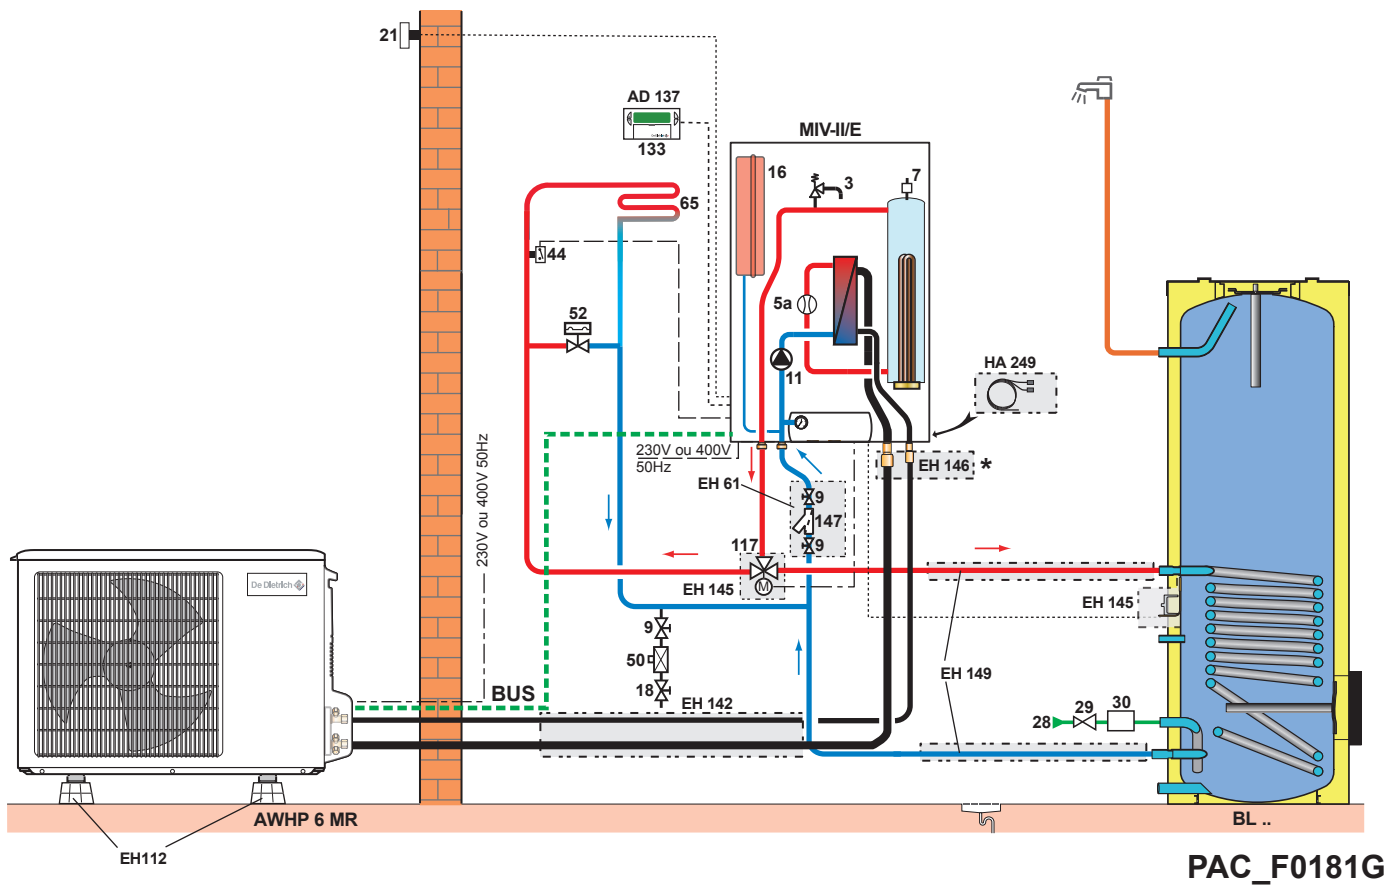 21
AD 137
133
MIV-II/E
16
3
7
65
44
5a
52
11
HA 249
230V ou 400V 50Hz
230V ou 400V
50Hz
EH 146 *
EH 61
9
147
9
117
M
EH 145
EH 145
De Dietrich
9
50
18
BUS
EH 142
EH 149
28
29
30
AWHP 6 MR
BL ..
EH112
PAC_F0181G